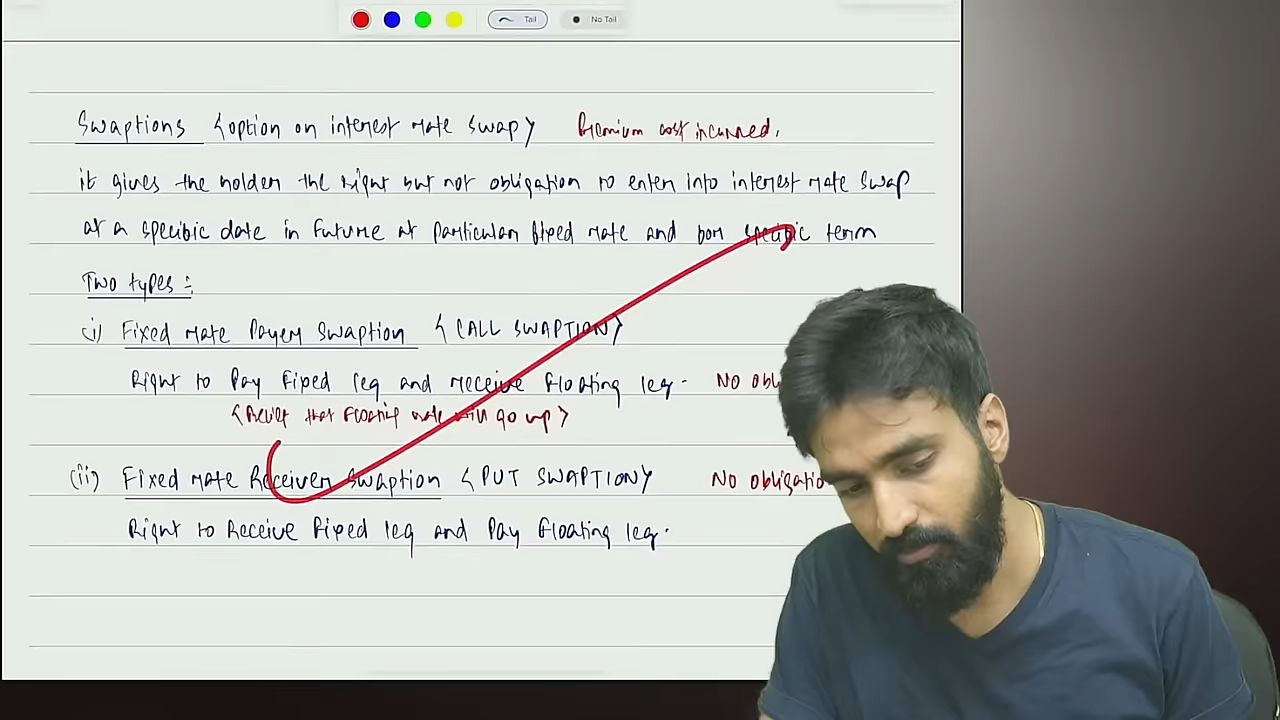 Tail
No Tail
Swaptions {option on interest rate swap} Premium cost incurred.
it gives the holder the right but not obligation to enter into interest rate swap
at a specific date in future at particular fixed rate and for specific term
Two types :-
(i) Fixed rate Payer Swaption {CALL SWAPTION}
Right to Pay fixed leg and receive floating leg. No
{Belief that floating rate will go up}
(ii) Fixed rate Receiver Swaption {PUT SWAPTION} No
Right to Receive fixed leg and Pay floating leg.